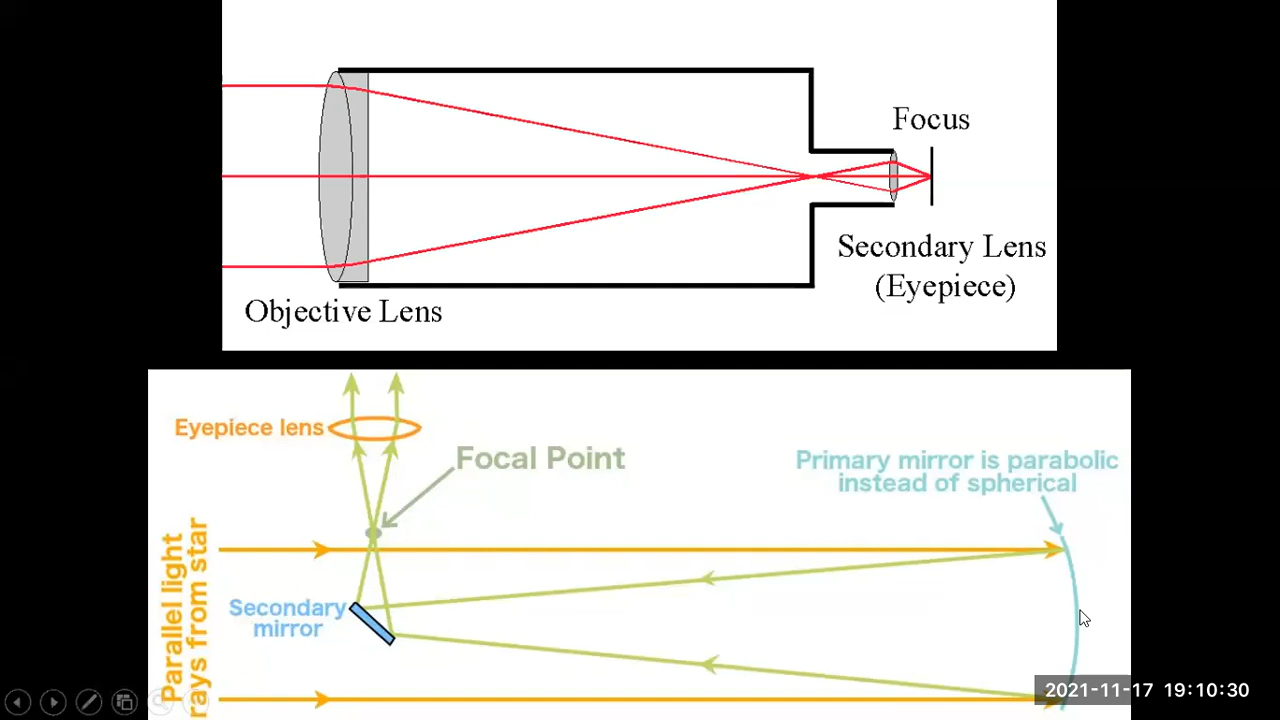 Focus
Secondary Lens
(Eyepiece)
Objective Lens
Eyepiece lens
Focal Point
Primary mirror is parabolic
instead of spherical
Parallel light
rays from star
Secondary
mirror
2021-11-17 19:10:30